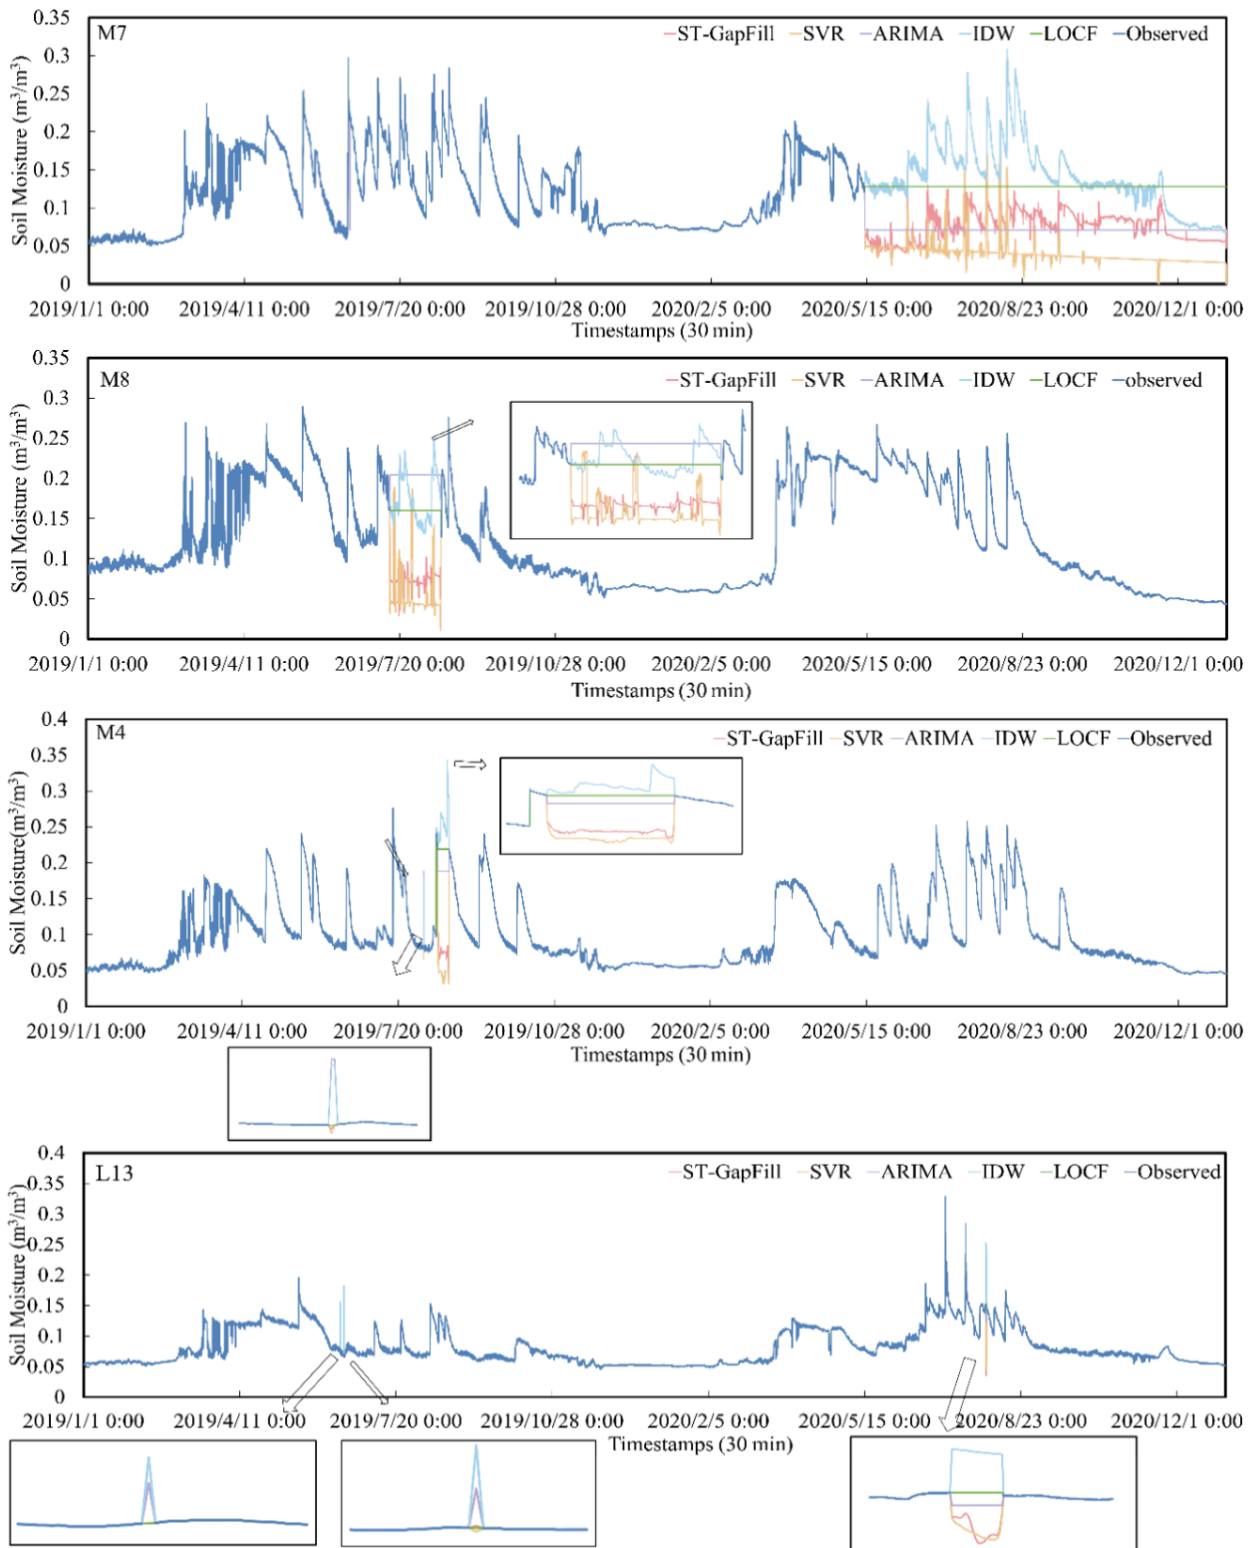 0.35
M7
ST-GapFill SVR ARIMA IDW LOCF Observed
0.3
0.25
0.2
0.15
0.1
0.05
0
Soil Moisture (m³/m³)
2019/1/1 0:00 2019/4/11 0:00 2019/7/20 0:00 2019/10/28 0:00 2020/2/5 0:00 2020/5/15 0:00 2020/8/23 0:00 2020/12/1 0:00
Timestamps (30 min)
0.35
M8
ST-GapFill SVR ARIMA IDW LOCF observed
0.3
0.25
0.2
0.15
0.1
0.05
0
Soil Moisture (m³/m³)
2019/1/1 0:00 2019/4/11 0:00 2019/7/20 0:00 2019/10/28 0:00 2020/2/5 0:00 2020/5/15 0:00 2020/8/23 0:00 2020/12/1 0:00
Timestamps (30 min)
0.4
M4
ST-GapFill SVR ARIMA IDW LOCF Observed
0.35
0.3
0.25
0.2
0.15
0.1
0.05
0
Soil Moisture(m³/m³)
2019/1/1 0:00 2019/4/11 0:00 2019/7/20 0:00 2019/10/28 0:00 2020/2/5 0:00 2020/5/15 0:00 2020/8/23 0:00 2020/12/1 0:00
Timestamps (30 min)
0.4
L13
ST-GapFill SVR ARIMA IDW LOCF Observed
0.35
0.3
0.25
0.2
0.15
0.1
0.05
0
Soil Moisture (m³/m³)
2019/1/1 0:00 2019/4/11 0:00 2019/7/20 0:00 2019/10/28 0:00 2020/2/5 0:00 2020/5/15 0:00 2020/8/23 0:00 2020/12/1 0:00
Timestamps (30 min)